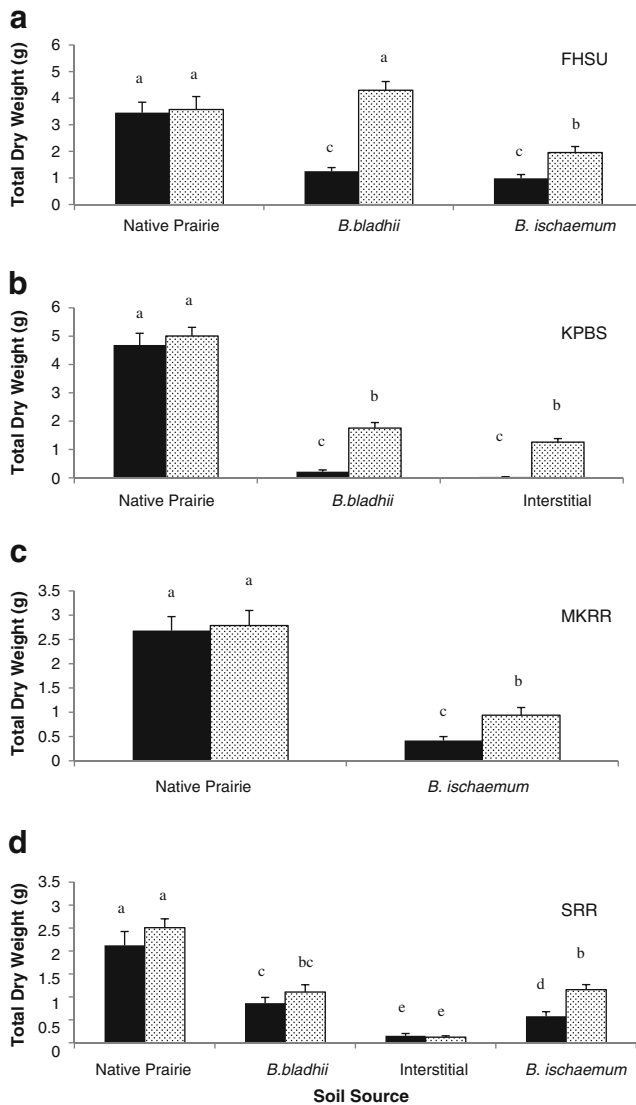 a
Total Dry Weight (g)
6
5
4
3
2
1
0
a
a
c
a
c
b
FHSU
Native Prairie
B.bladhii
B. ischaemum
b
Total Dry Weight (g)
6
5
4
3
2
1
0
a
a
c
b
c
b
KPBS
Native Prairie
B.bladhii
Interstitial
c
Total Dry Weight (g)
3.5
3
2.5
2
1.5
1
0.5
0
a
a
c
b
MKRR
Native Prairie
B. ischaemum
d
Total Dry Weight (g)
3.5
3
2.5
2
1.5
1
0.5
0
a
a
c
bc
e
e
d
b
SRR
Native Prairie
B.bladhii
Interstitial
B. ischaemum
Soil Source